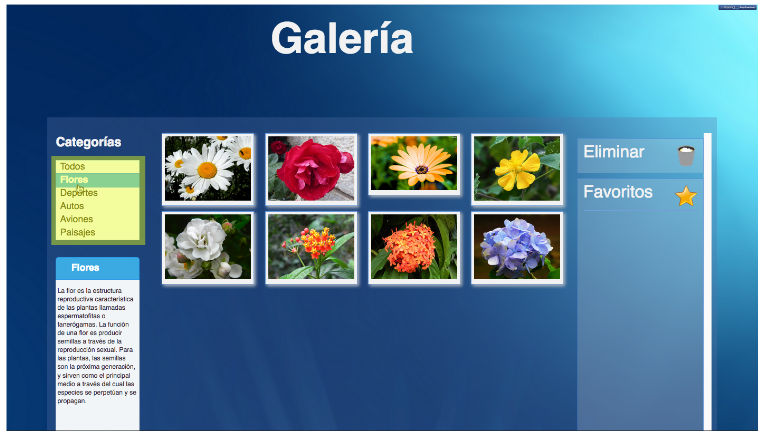 Galería
Categorías
Todos
Flores
Deportes
Autos
Aviones
Paisajes
Flores
La flor es la estructura
reproductiva característica
de las plantas llamadas
espermatofitas o
fanerógamas. La función
de una flor es producir
semillas a través de la
reproducción sexual. Para
las plantas, las semillas
son la próxima generación,
y sirven como el principal
medio a través del cual las
especies se perpetúan y se
propagan.
Eliminar
Favoritos